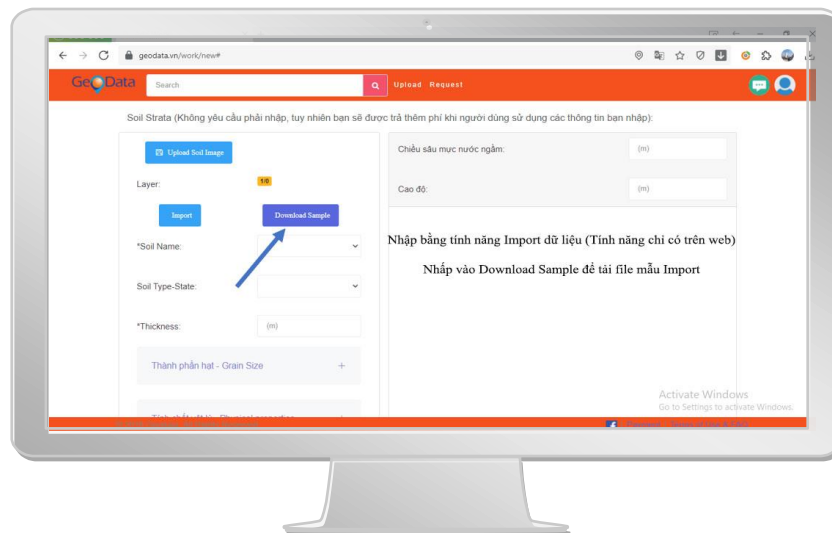 geodata.vn/work/new#
GeoData
Search
Upload Request
Soil Strata (Không yêu cầu phải nhập, tuy nhiên bạn sẽ được trả thêm phí khi người dùng sử dụng các thông tin bạn nhập):
Upload Soil Image
Chiều sâu mực nước ngầm:
(m)
Layer:
1/0
Cao độ:
(m)
Import
Download Sample
*Soil Name:
Nhập bằng tính năng Import dữ liệu (Tính năng chỉ có trên web)
Nhấp vào Download Sample để tải file mẫu Import
Soil Type-State:
*Thickness:
(m)
Thành phần hạt - Grain Size
+
Activate Windows
Go to Settings to activate Windows.